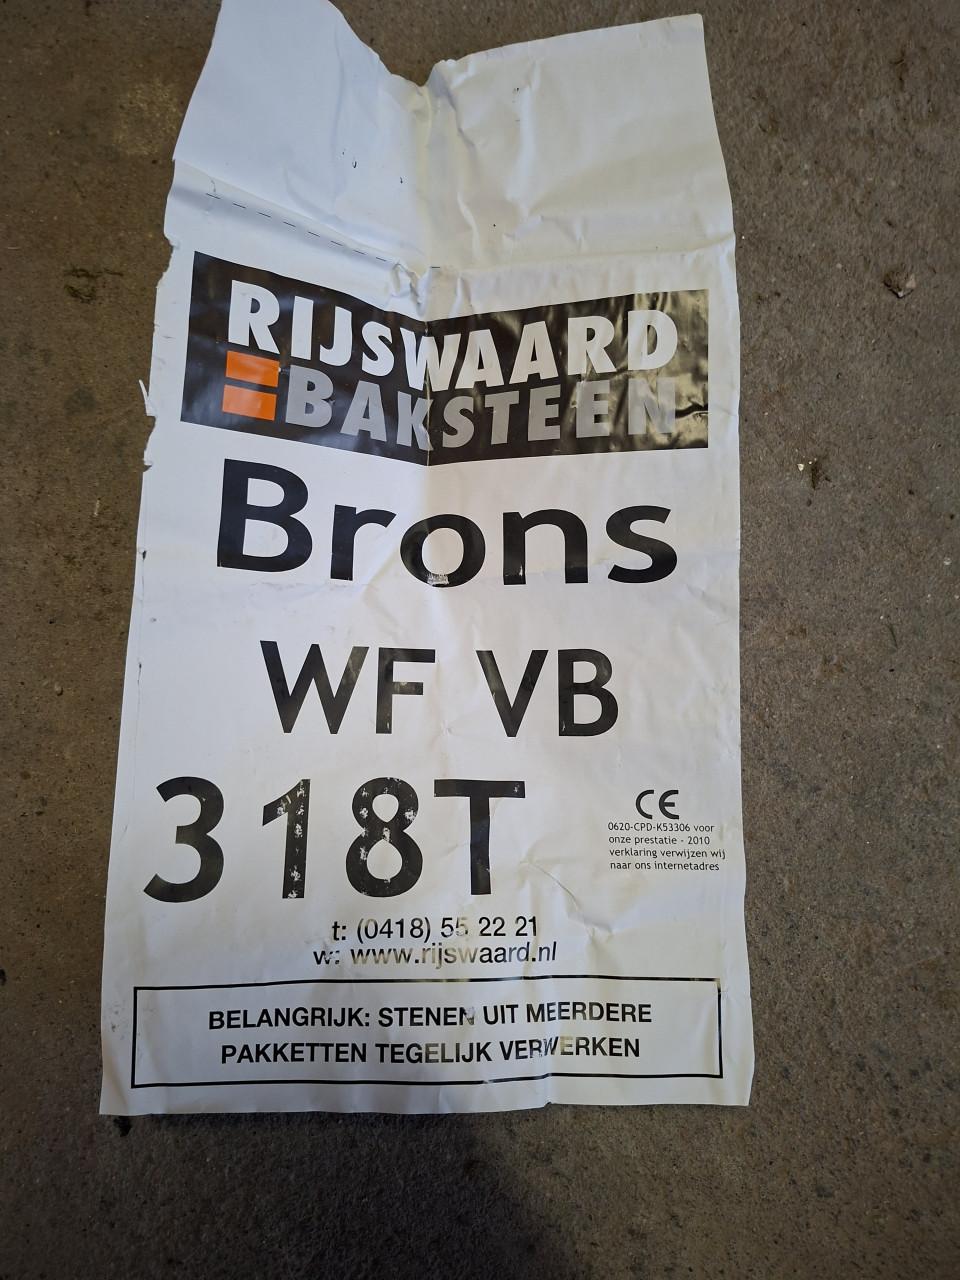 RIJSWAARD
BAKSTEEN
Brons
WF VB
318T
CE
0620-CPD-K53306 voor
onze prestatie - 2010
verklaring verwijzen wij
naar ons internetadres
t: (0418) 55 22 21
w: www.rijswaard.nl
BELANGRIJK: STENEN UIT MEERDERE
PAKKETTEN TEGELIJK VERWERKEN